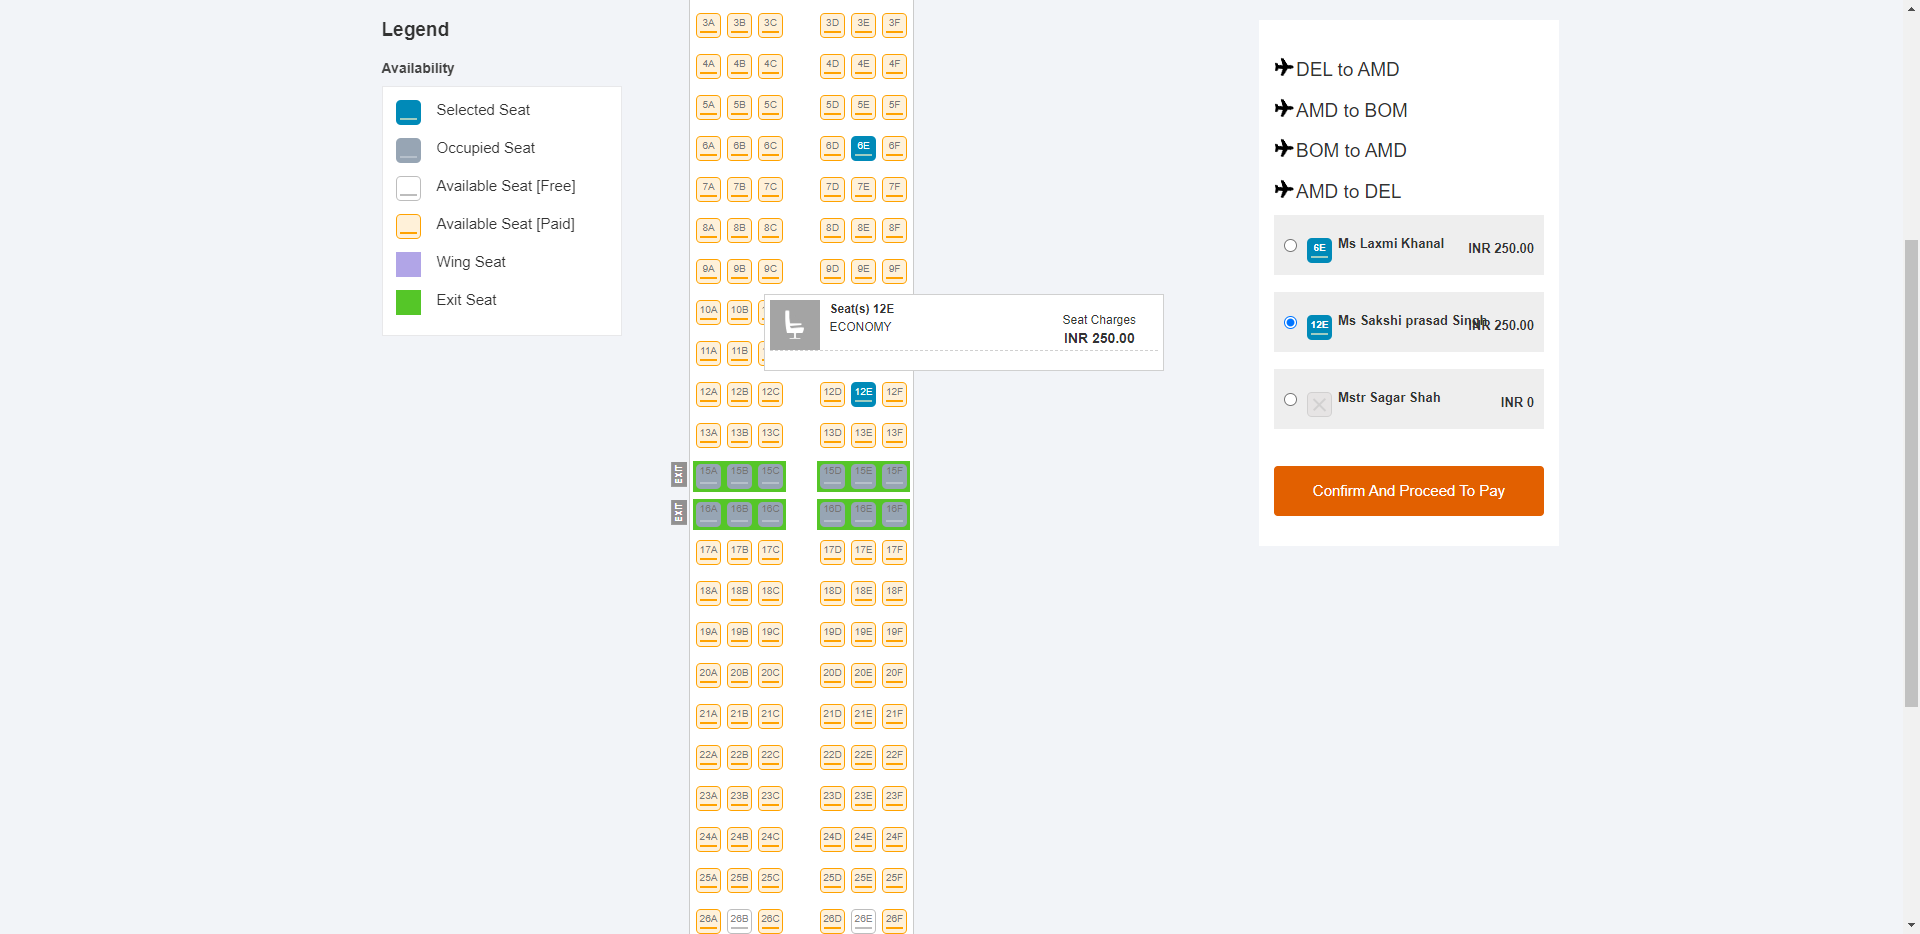 Legend
Availability
Selected Seat
Occupied Seat
Available Seat [Free]
Available Seat [Paid]
Wing Seat
Exit Seat
3A 3B 3C 3D 3E 3F
4A 4B 4C 4D 4E 4F
5A 5B 5C 5D 5E 5F
6A 6B 6C 6D 6E 6F
7A 7B 7C 7D 7E 7F
8A 8B 8C 8D 8E 8F
9A 9B 9C 9D 9E 9F
10A 10B
11A 11B
Seat(s) 12E
ECONOMY
Seat Charges
INR 250.00
12A 12B 12C 12D 12E 12F
13A 13B 13C 13D 13E 13F
EXIT 15A 15B 15C 15D 15E 15F
EXIT 16A 16B 16C 16D 16E 16F
17A 17B 17C 17D 17E 17F
18A 18B 18C 18D 18E 18F
19A 19B 19C 19D 19E 19F
20A 20B 20C 20D 20E 20F
21A 21B 21C 21D 21E 21F
22A 22B 22C 22D 22E 22F
23A 23B 23C 23D 23E 23F
24A 24B 24C 24D 24E 24F
25A 25B 25C 25D 25E 25F
26A 26B 26C 26D 26E 26F
DEL to AMD
AMD to BOM
BOM to AMD
AMD to DEL
6E Ms Laxmi Khanal INR 250.00
12E Ms Sakshi prasad Singh INR 250.00
Mstr Sagar Shah INR 0
Confirm And Proceed To Pay